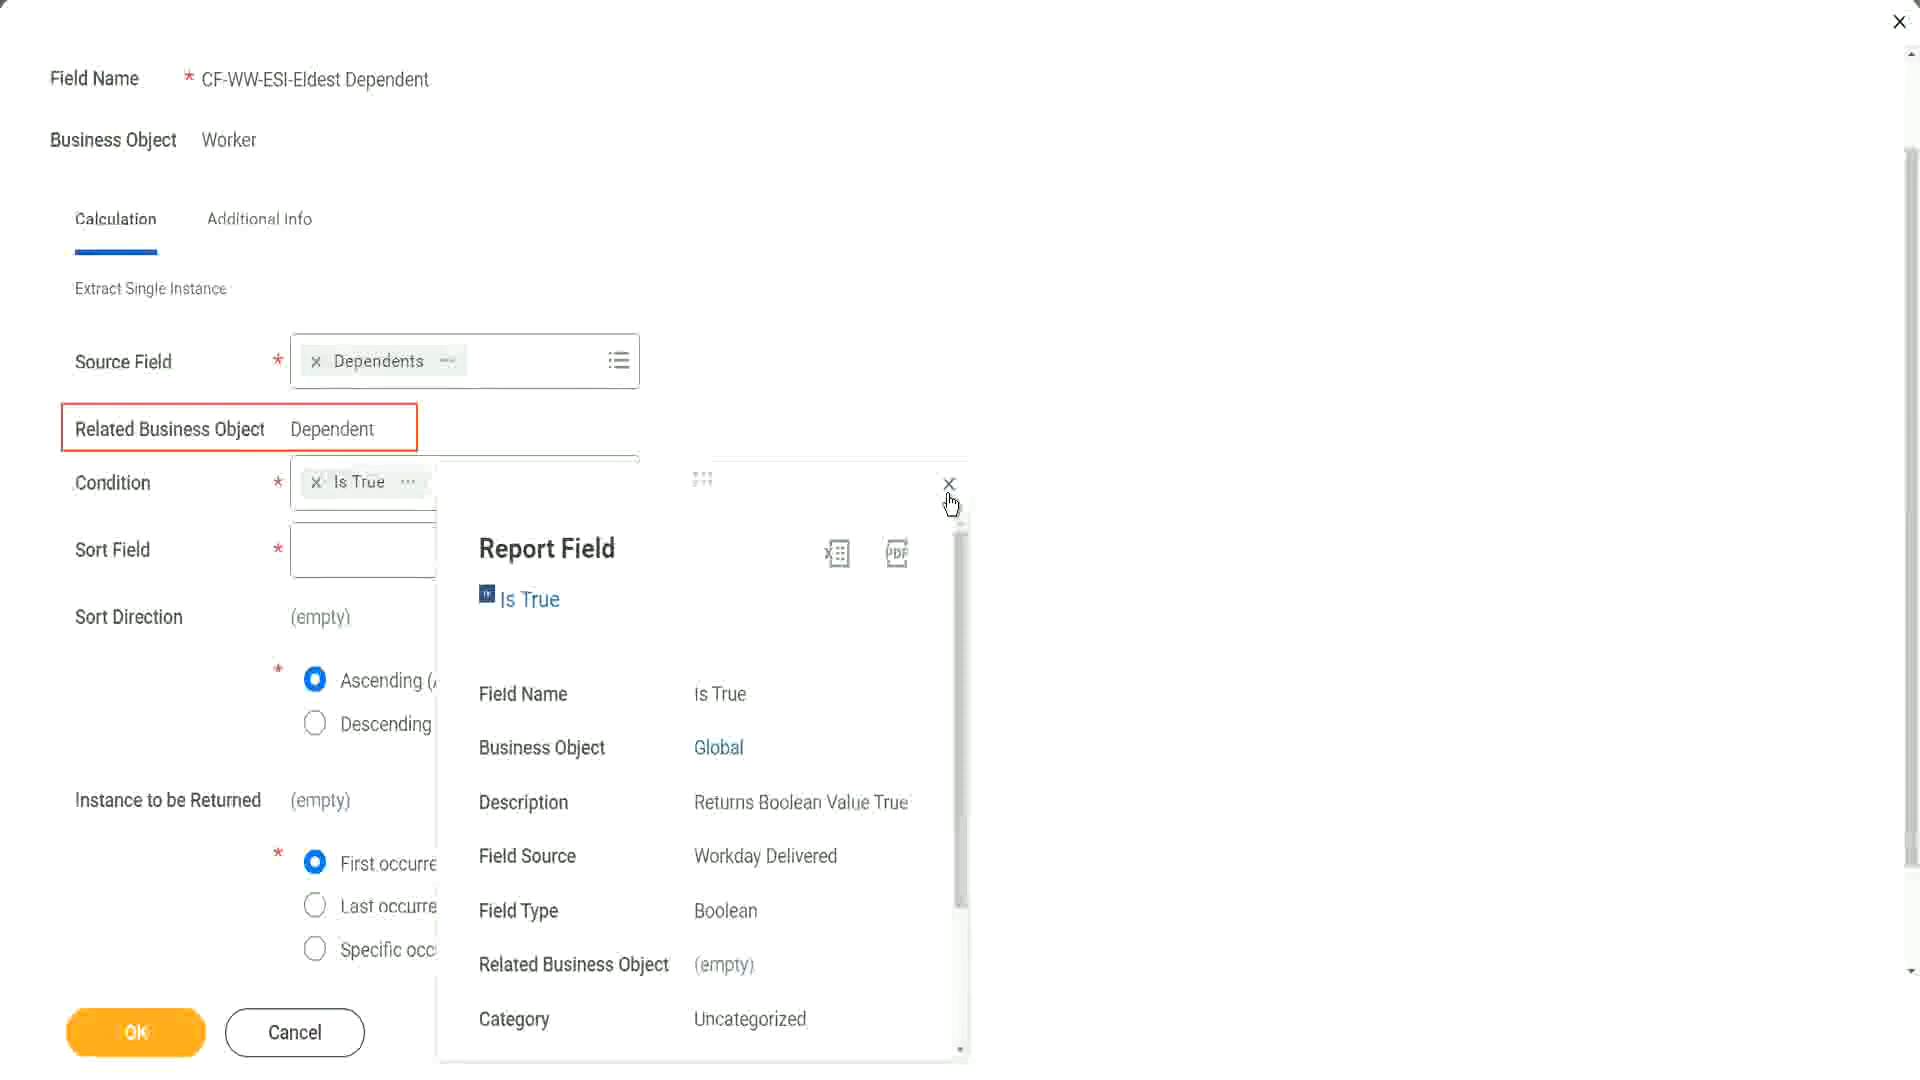 Field Name * CF-WW-ESI-Eldest Dependent
Business Object Worker
Calculation Additional Info
Extract Single Instance
Source Field * × Dependents ···
Related Business Object Dependent
Condition * × Is True ···
Sort Field *
Sort Direction (empty)
* Ascending (
Descending
Instance to be Returned (empty)
* First occurre
Last occurre
Specific occ
OK Cancel
Report Field
PDF
Is True
Field Name Is True
Business Object Global
Description Returns Boolean Value True
Field Source Workday Delivered
Field Type Boolean
Related Business Object (empty)
Category Uncategorized